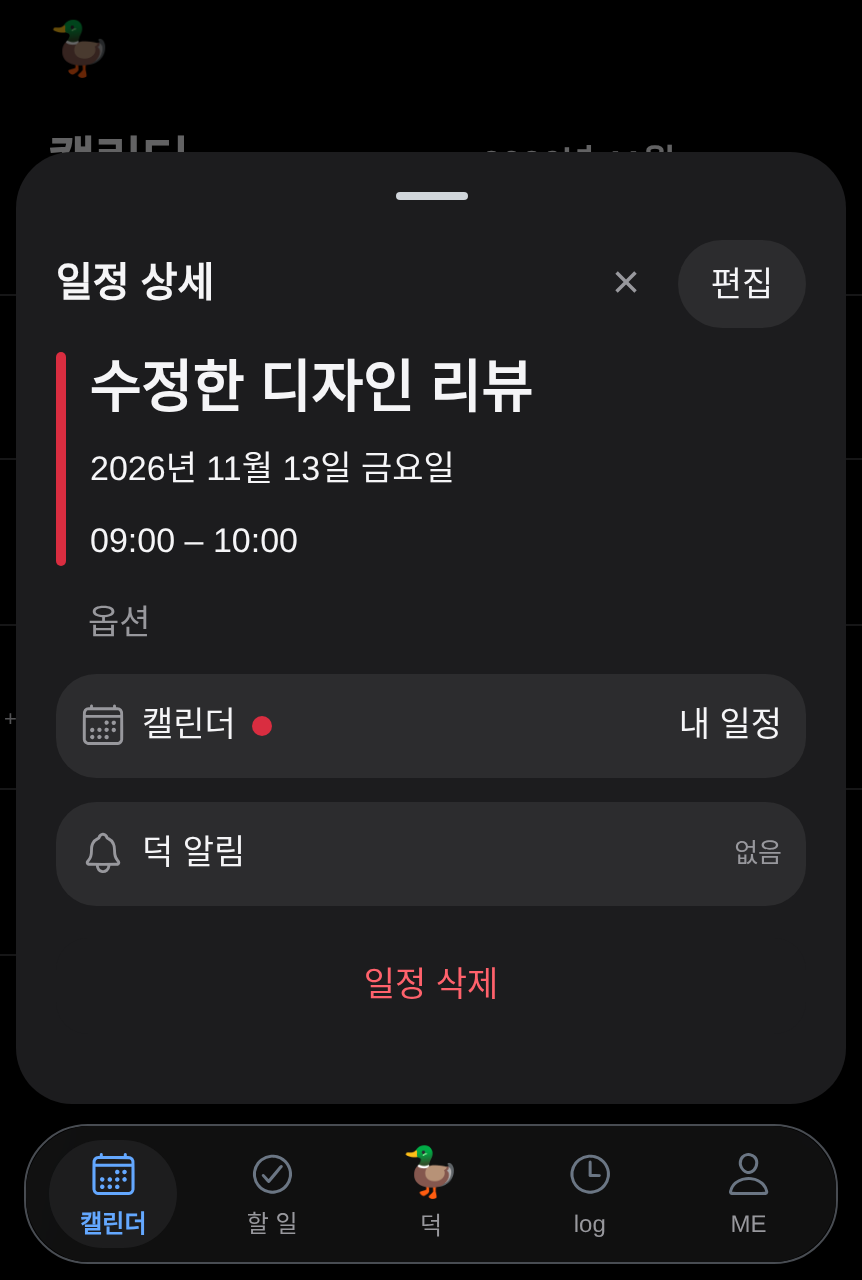 캘린더
일정 상세
편집
수정한 디자인 리뷰
2026년 11월 13일 금요일
09:00 – 10:00
옵션
캘린더
내 일정
덕 알림
없음
일정 삭제
캘린더
할 일
덕
log
ME